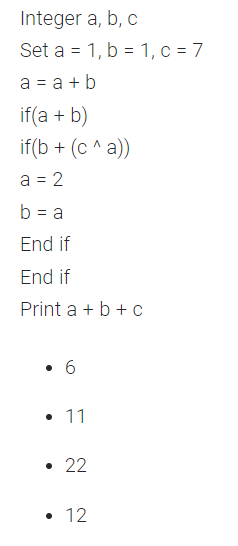 Integer a, b, c
Set a = 1, b = 1, c = 7
a = a + b
if(a + b)
if(b + (c ^ a))
a = 2
b = a
End if
End if
Print a + b + c
• 6
• 11
• 22
• 12